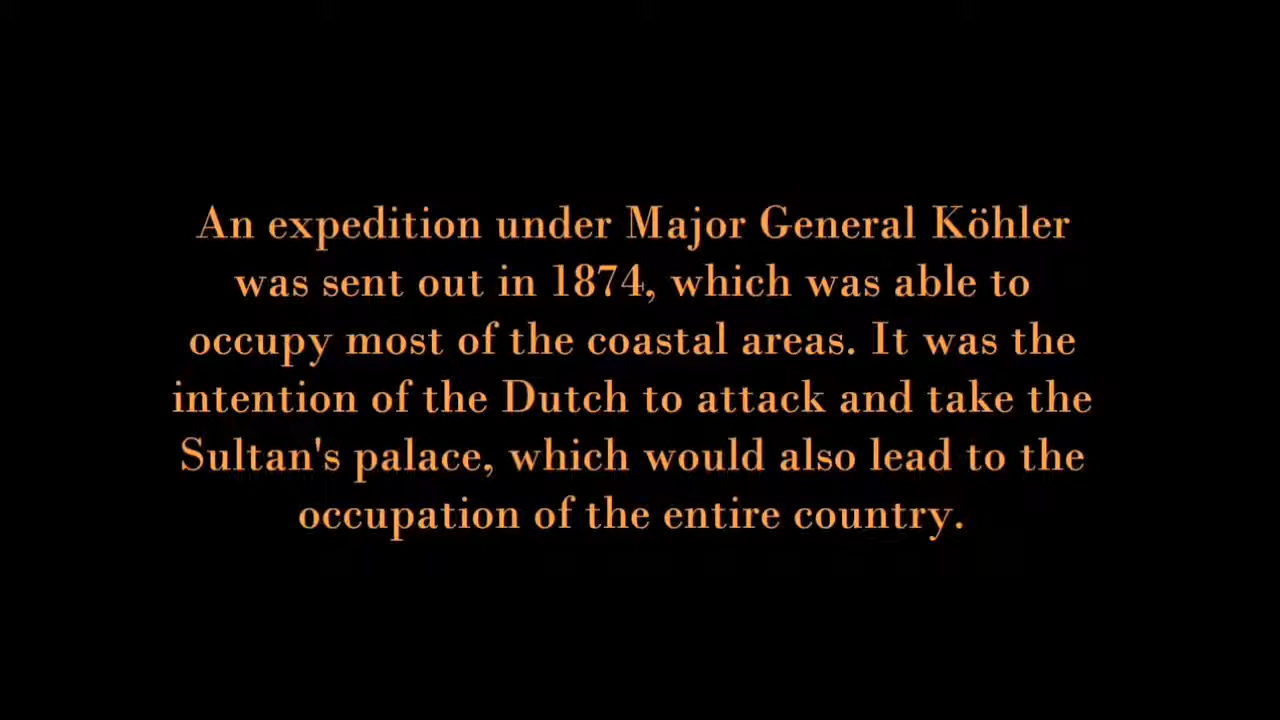 An expedition under Major General Köhler
was sent out in 1874, which was able to
occupy most of the coastal areas. It was the
intention of the Dutch to attack and take the
Sultan's palace, which would also lead to the
occupation of the entire country.